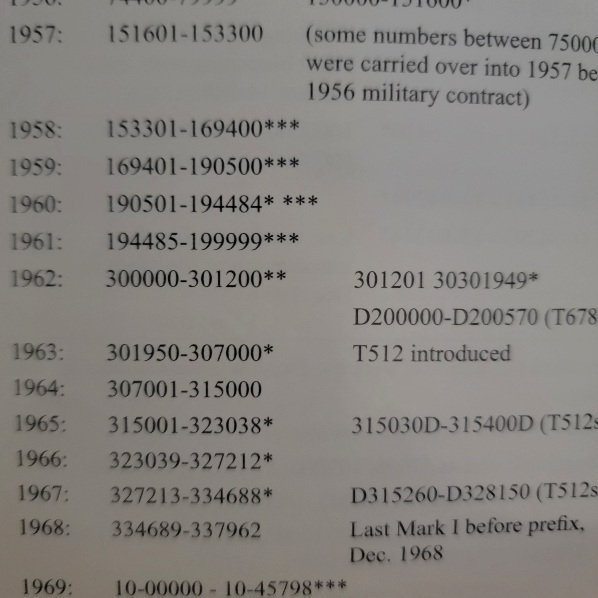 1957: 151601-153300 (some numbers between 75000
were carried over into 1957 be
1956 military contract)
1958: 153301-169400***
1959: 169401-190500***
1960: 190501-194484* ***
1961: 194485-199999***
1962: 300000-301200** 301201 30301949*
D200000-D200570 (T678
1963: 301950-307000* T512 introduced
1964: 307001-315000
1965: 315001-323038* 315030D-315400D (T512s
1966: 323039-327212*
1967: 327213-334688* D315260-D328150 (T512s
1968: 334689-337962 Last Mark I before prefix,
Dec. 1968
1969: 10-00000 - 10-45798***